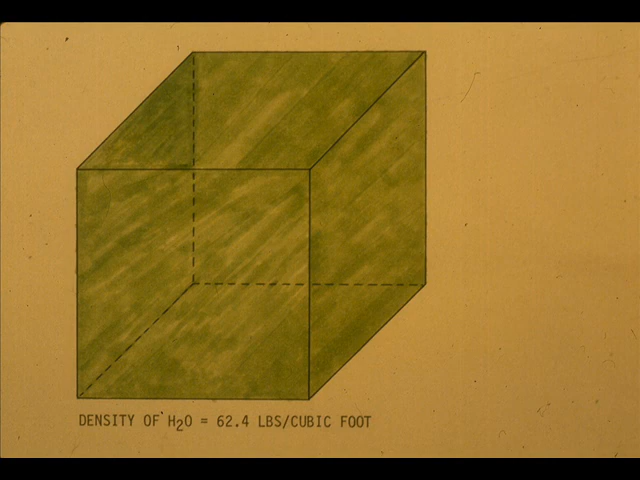 DENSITY OF H₂O = 62.4 LBS/CUBIC FOOT